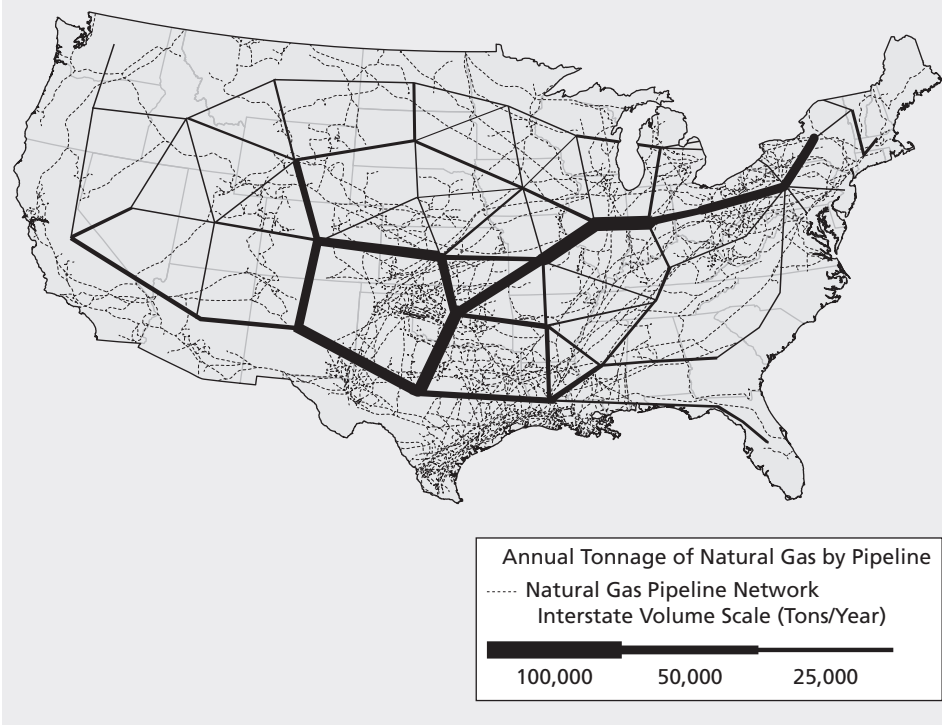 Annual Tonnage of Natural Gas by Pipeline
Natural Gas Pipeline Network
Interstate Volume Scale (Tons/Year)
100,000 50,000 25,000